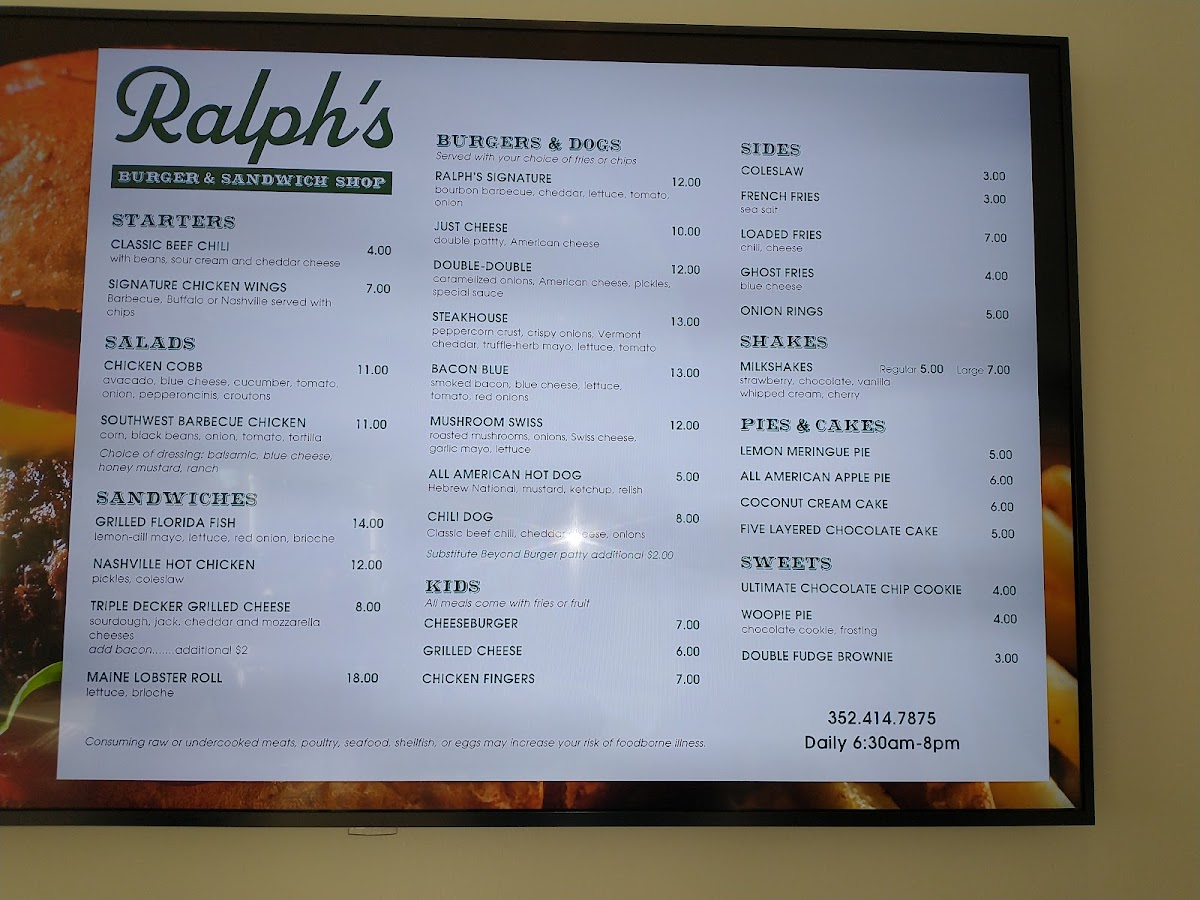 Ralph's
BURGER & SANDWICH SHOP
STARTERS
CLASSIC BEEF CHILI 4.00
with beans, sour cream and cheddar cheese
SIGNATURE CHICKEN WINGS 7.00
Barbecue, Buffalo or Nashville served with
chips
SALADS
CHICKEN COBB 11.00
avacado, blue cheese, cucumber, tomato,
onion, pepperoncinis, croutons
SOUTHWEST BARBECUE CHICKEN 11.00
corn, black beans, onion, tomato, tortilla
Choice of dressing: balsamic, blue cheese,
honey mustard, ranch
SANDWICHES
GRILLED FLORIDA FISH 14.00
lemon-dill mayo, lettuce, red onion, brioche
NASHVILLE HOT CHICKEN 12.00
pickles, coleslaw
TRIPLE DECKER GRILLED CHEESE 8.00
sourdough, jack, cheddar and mozzarella
cheeses
add bacon.......additional $2
MAINE LOBSTER ROLL 18.00
lettuce, brioche
BURGERS & DOGS
Served with your choice of fries or chips
RALPH'S SIGNATURE 12.00
bourbon barbecue, cheddar, lettuce, tomato,
onion
JUST CHEESE 10.00
double pattty, American cheese
DOUBLE-DOUBLE 12.00
caramelized onions, American cheese, pickles,
special sauce
STEAKHOUSE 13.00
peppercorn crust, crispy onions, Vermont
cheddar, truffle-herb mayo, lettuce, tomato
BACON BLUE 13.00
smoked bacon, blue cheese, lettuce,
tomato, red onions
MUSHROOM SWISS 12.00
roasted mushrooms, onions, Swiss cheese,
garlic mayo, lettuce
ALL AMERICAN HOT DOG 5.00
Hebrew National, mustard, ketchup, relish
CHILI DOG 8.00
Classic beef chili, cheddar cheese, onions
Substitute Beyond Burger patty additional $2.00
KIDS
All meals come with fries or fruit
CHEESEBURGER 7.00
GRILLED CHEESE 6.00
CHICKEN FINGERS 7.00
SIDES
COLESLAW 3.00
FRENCH FRIES 3.00
sea salt
LOADED FRIES 7.00
chili, cheese
GHOST FRIES 4.00
blue cheese
ONION RINGS 5.00
SHAKES
MILKSHAKES Regular 5.00 Large 7.00
strawberry, chocolate, vanilla
whipped cream, cherry
PIES & CAKES
LEMON MERINGUE PIE 5.00
ALL AMERICAN APPLE PIE 6.00
COCONUT CREAM CAKE 6.00
FIVE LAYERED CHOCOLATE CAKE 5.00
SWEETS
ULTIMATE CHOCOLATE CHIP COOKIE 4.00
WOOPIE PIE 4.00
chocolate cookie, frosting
DOUBLE FUDGE BROWNIE 3.00
352.414.7875
Daily 6:30am-8pm
Consuming raw or undercooked meats, poultry, seafood, shellfish, or eggs may increase your risk of foodborne illness.